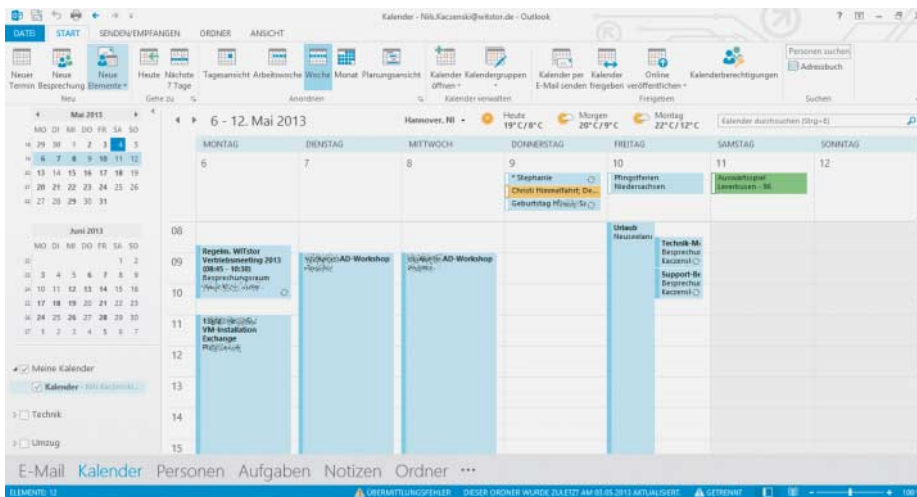 Kalender - Nils.Kaczenski@witstor.de - Outlook
DATEI START SENDEN/EMPFANGEN ORDNER ANSICHT
Neuer Termin
Neue Besprechung
Neue Elemente
Heute
Nächste 7 Tage
Tagesansicht
Arbeitswoche
Woche
Monat
Planungsansicht
Kalender öffnen
Kalendergruppen
Kalender per E-Mail senden
Kalender freigeben
Online veröffentlichen
Kalenderberechtigungen
Personen suchen
Adressbuch
Neu Gehe zu Anordnen Kalender verwalten Freigeben Suchen
Mai 2013
MO DI MI DO FR SA SO
29 30 1 2 3 4 5
6 7 8 9 10 11 12
13 14 15 16 17 18 19
20 21 22 23 24 25 26
27 28 29 30 31
Juni 2013
MO DI MI DO FR SA SO
1 2
3 4 5 6 7 8 9
10 11 12 13 14 15 16
17 18 19 20 21 22 23
24 25 26 27 28 29 30
1 2 3 4 5 6 7
Meine Kalender
Kalender
Technik
Umzug
6 - 12. Mai 2013
Hannover, NI
Heute
19°C/8°C
Morgen
20°C/9°C
Montag
22°C/12°C
Kalender durchsuchen (Strg+E)
MONTAG DIENSTAG MITTWOCH DONNERSTAG FREITAG SAMSTAG SONNTAG
6 7 8 9 10 11 12
* Stephanie
Christi Himmelfahrt; De...
Geburtstag
Pfingstferien
Niedersachsen
Auswärtsspiel
Leverkusen - 96
08
09
10
11
12
13
14
15
Regelm. WITstor
Vertriebsmeeting 2013
(08:45 - 10:30)
Besprechungsraum
VM-Installation
Exchange
AD-Workshop
AD-Workshop
Urlaub
Neuseeland
Technik-M
Besprechur
Kaczensl
Support-Be
Besprechur
Kaczensl
E-Mail Kalender Personen Aufgaben Notizen Ordner
ELEMENTE: 12 ÜBERMITTLUNGSFEHLER DIESER ORDNER WURDE ZULETZT AM 03.05.2013 AKTUALISIERT. GETRENNT